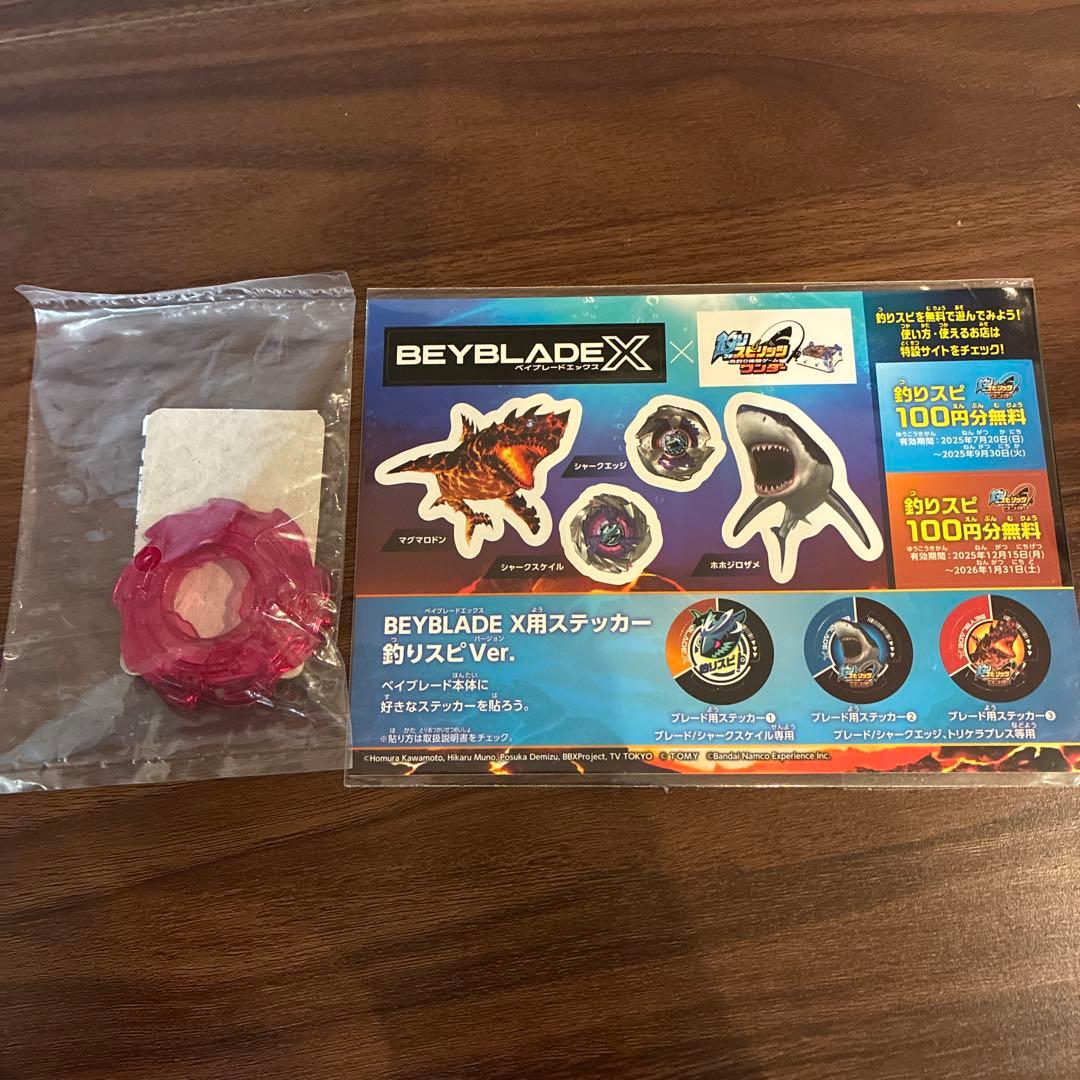 BEYBLADE X
ベイブレードエックス
×
釣り
スピリッツ
ワンダー
釣りスピを無料で遊んでみよう!
使い方・使えるお店は
特設サイトをチェック!
釣りスピ
100円分無料
有効期間:2025年7月20日(日)
~2025年9月30日(火)
釣りスピ
100円分無料
有効期間:2025年12月15日(月)
~2026年1月31日(土)
シャークエッジ
マグマロドン
シャークスケイル
ホホジロザメ
BEYBLADE X用ステッカー
釣りスピVer.
ベイブレード本体に
好きなステッカーを貼ろう。
※貼り方は取扱説明書をチェック。
釣りスピ
ブレード用ステッカー❶
ブレード/シャークスケイル専用
ブレード用ステッカー❷
ブレード用ステッカー❸
ブレード/シャークエッジ、トリケラプレス等用
©Homura Kawamoto, Hikaru Muno, Posuka Demizu, BBXProject, TV TOKYO © TOMY ©Bandai Namco Experience Inc.